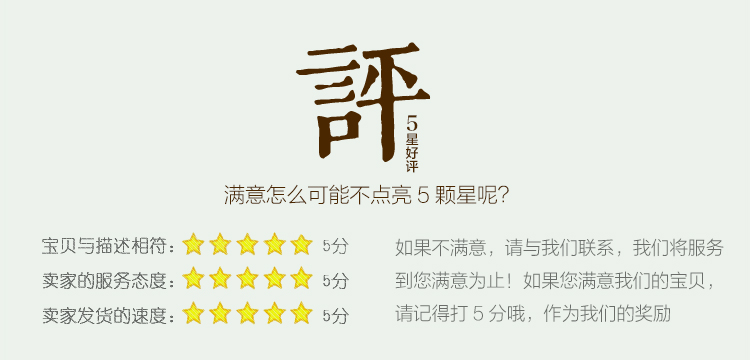 評
5星好评
满意怎么可能不点亮 5 颗星呢?
宝贝与描述相符: 5分
卖家的服务态度: 5分
卖家发货的速度: 5分
如果不满意，请与我们联系，我们将服务
到您满意为止! 如果您满意我们的宝贝，
请记得打 5 分哦，作为我们的奖励